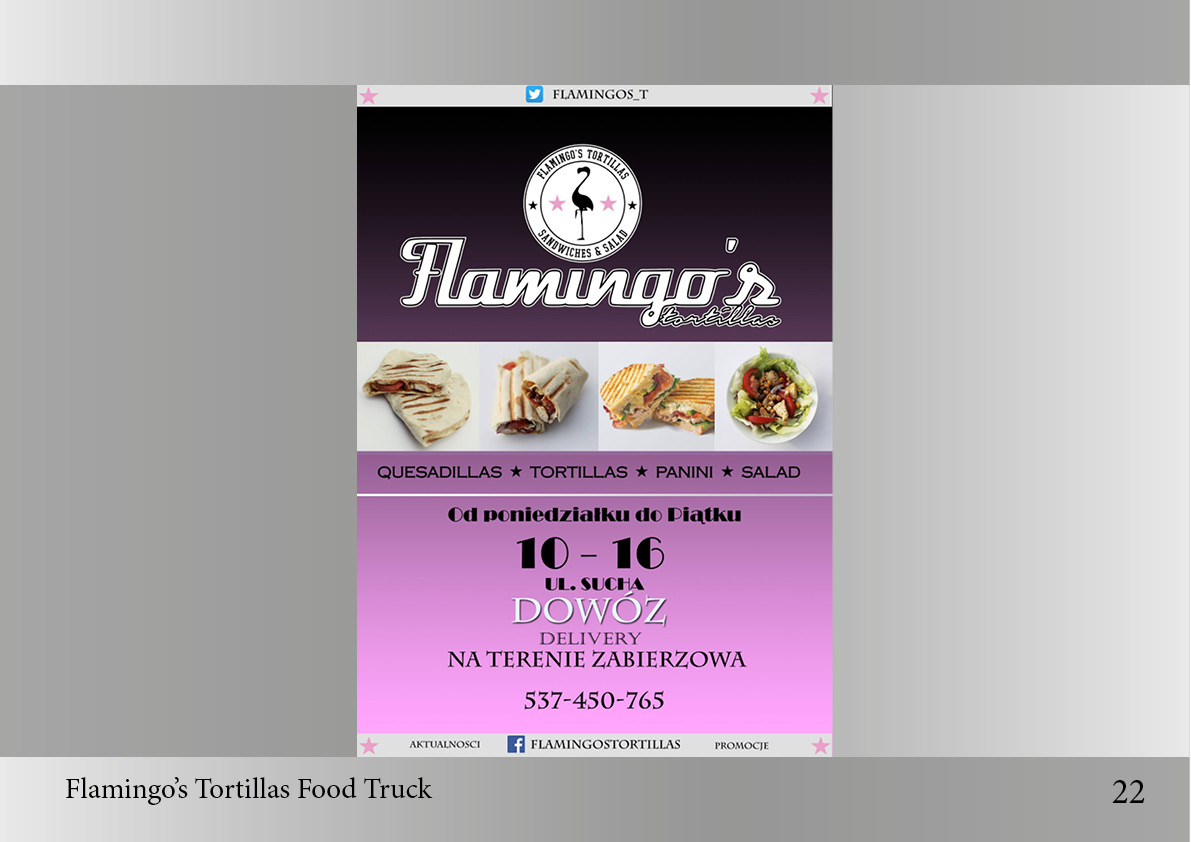 FLAMINGOS_T
FLAMINGO'S TORTILLAS
SANDWICHES & SALAD
Flamingo's
tortillas
QUESADILLAS ★ TORTILLAS ★ PANINI ★ SALAD
Od poniedziałku do Piątku
10 – 16
UL. SUCHA
DOWÓZ
DELIVERY
NA TERENIE ZABIERZOWA
537-450-765
AKTUALNOSCI FLAMINGOSTORTILLAS PROMOCJE
Flamingo's Tortillas Food Truck 22